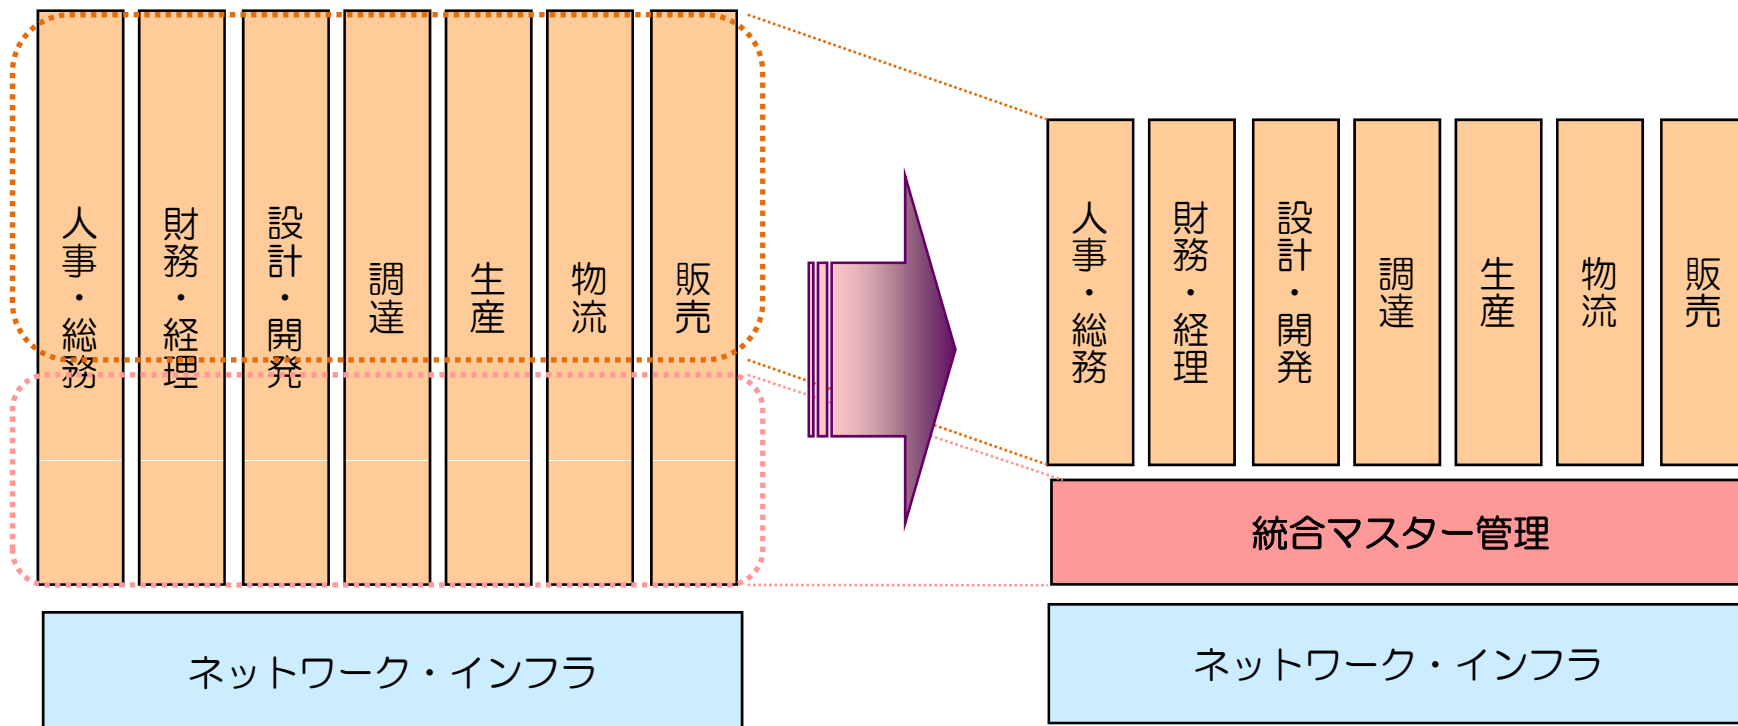 人事・総務
財務・経理
設計・開発
調達
生産
物流
販売
ネットワーク・インフラ
人事・総務
財務・経理
設計・開発
調達
生産
物流
販売
統合マスター管理
ネットワーク・インフラ